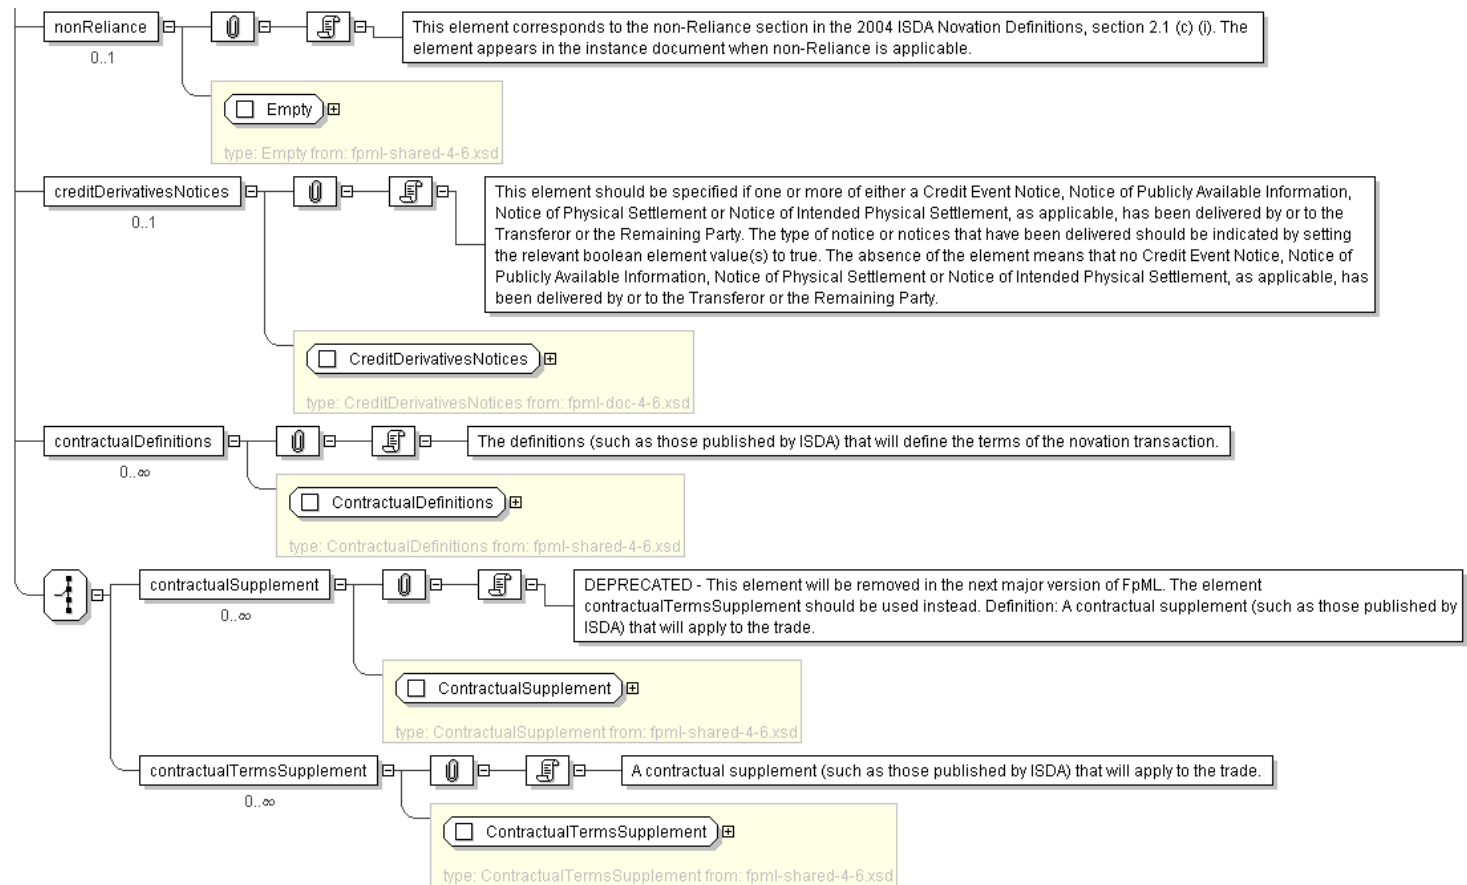 nonReliance
0..1
This element corresponds to the non-Reliance section in the 2004 ISDA Novation Definitions, section 2.1 (c) (i). The
element appears in the instance document when non-Reliance is applicable.
Empty
type: Empty from: fpml-shared-4-6.xsd
creditDerivativesNotices
0..1
This element should be specified if one or more of either a Credit Event Notice, Notice of Publicly Available Information,
Notice of Physical Settlement or Notice of Intended Physical Settlement, as applicable, has been delivered by or to the
Transferor or the Remaining Party. The type of notice or notices that have been delivered should be indicated by setting
the relevant boolean element value(s) to true. The absence of the element means that no Credit Event Notice, Notice of
Publicly Available Information, Notice of Physical Settlement or Notice of Intended Physical Settlement, as applicable, has
been delivered by or to the Transferor or the Remaining Party.
CreditDerivativesNotices
type: CreditDerivativesNotices from: fpml-doc-4-6.xsd
contractualDefinitions
0..∞
The definitions (such as those published by ISDA) that will define the terms of the novation transaction.
ContractualDefinitions
type: ContractualDefinitions from: fpml-shared-4-6.xsd
contractualSupplement
0..∞
DEPRECATED - This element will be removed in the next major version of FpML. The element
contractualTermsSupplement should be used instead. Definition: A contractual supplement (such as those published by
ISDA) that will apply to the trade.
ContractualSupplement
type: ContractualSupplement from: fpml-shared-4-6.xsd
contractualTermsSupplement
0..∞
A contractual supplement (such as those published by ISDA) that will apply to the trade.
ContractualTermsSupplement
type: ContractualTermsSupplement from: fpml-shared-4-6.xsd